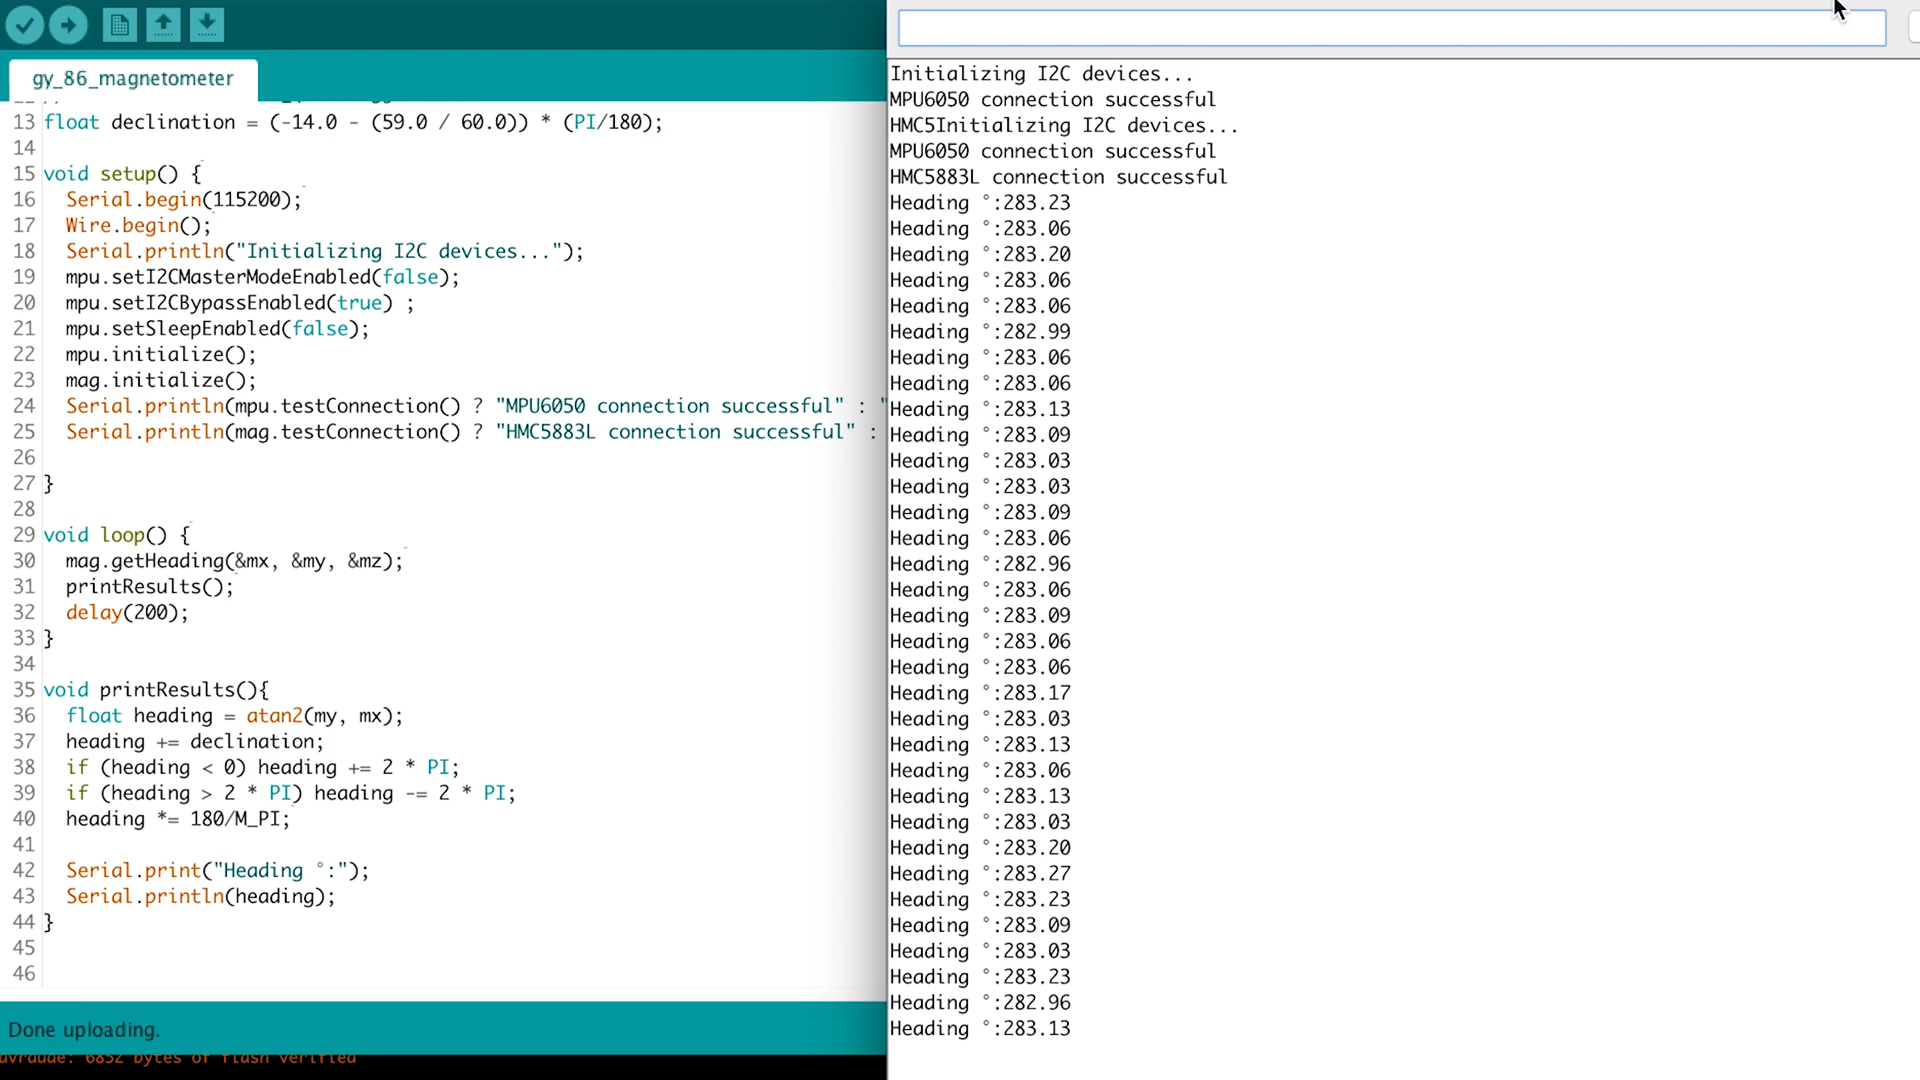 gy_86_magnetometer
13 float declination = (-14.0 - (59.0 / 60.0)) * (PI/180);
14
15 void setup() {
16 Serial.begin(115200);
17 Wire.begin();
18 Serial.println("Initializing I2C devices...");
19 mpu.setI2CMasterModeEnabled(false);
20 mpu.setI2CBypassEnabled(true) ;
21 mpu.setSleepEnabled(false);
22 mpu.initialize();
23 mag.initialize();
24 Serial.println(mpu.testConnection() ? "MPU6050 connection successful" : "
25 Serial.println(mag.testConnection() ? "HMC5883L connection successful" :
26
27 }
28
29 void loop() {
30 mag.getHeading(&mx, &my, &mz);
31 printResults();
32 delay(200);
33 }
34
35 void printResults(){
36 float heading = atan2(my, mx);
37 heading += declination;
38 if (heading < 0) heading += 2 * PI;
39 if (heading > 2 * PI) heading -= 2 * PI;
40 heading *= 180/M_PI;
41
42 Serial.print("Heading °:");
43 Serial.println(heading);
44 }
45
46
Done uploading.
avrdude: 6852 bytes of flash verified
Initializing I2C devices...
MPU6050 connection successful
HMC5Initializing I2C devices...
MPU6050 connection successful
HMC5883L connection successful
Heading °:283.23
Heading °:283.06
Heading °:283.20
Heading °:283.06
Heading °:283.06
Heading °:282.99
Heading °:283.06
Heading °:283.06
Heading °:283.13
Heading °:283.09
Heading °:283.03
Heading °:283.03
Heading °:283.09
Heading °:283.06
Heading °:282.96
Heading °:283.06
Heading °:283.09
Heading °:283.06
Heading °:283.06
Heading °:283.17
Heading °:283.03
Heading °:283.13
Heading °:283.06
Heading °:283.13
Heading °:283.03
Heading °:283.20
Heading °:283.27
Heading °:283.23
Heading °:283.09
Heading °:283.03
Heading °:283.23
Heading °:282.96
Heading °:283.13